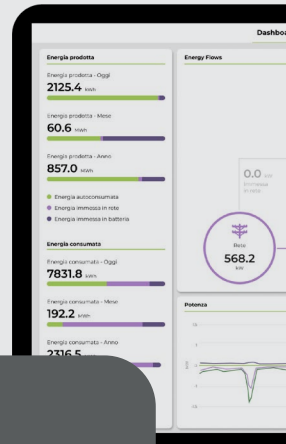 Dashboa
Energia prodotta
Energia prodotta - Oggi
2125.4 kWh
Energia prodotta - Mese
60.6 MWh
Energia prodotta - Anno
857.0 MWh
Energia autoconsumata
Energia immessa in rete
Energia immessa in batteria
Energia consumata
Energia consumata - Oggi
7831.8 kWh
Energia consumata - Mese
192.2 MWh
Energia consumata - Anno
2316.5
Energy Flows
0.0 kW
Immessa
in rete
Rete
568.2
kW
Potenza